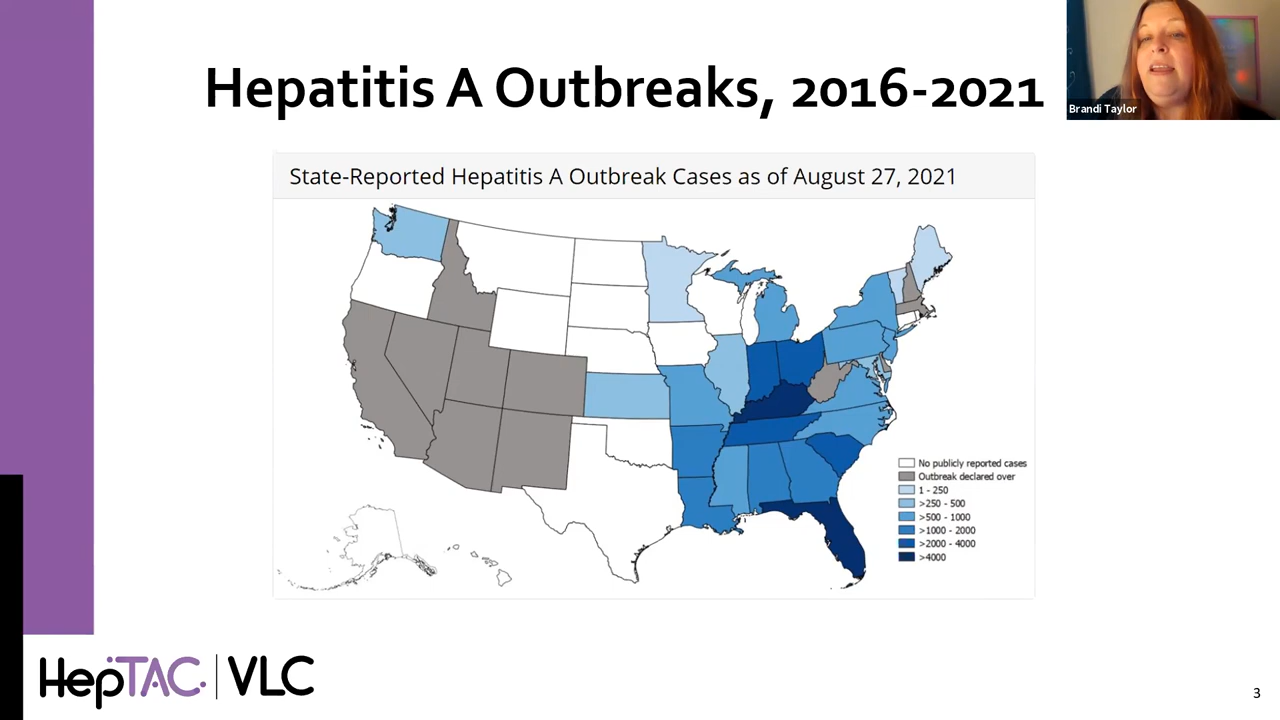 Hepatitis A Outbreaks, 2016-2021
Brandi Taylor
State-Reported Hepatitis A Outbreak Cases as of August 27, 2021
No publicly reported cases
Outbreak declared over
1 - 250
>250 - 500
>500 - 1000
>1000 - 2000
>2000 - 4000
>4000
HepTAC | VLC
3